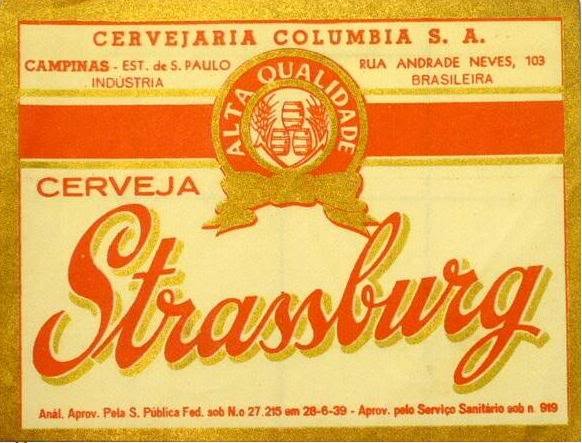 CERVEJARIA COLUMBIA S. A.
CAMPINAS - EST. de S. PAULO
INDÚSTRIA
RUA ANDRADE NEVES, 103
BRASILEIRA
ALTA QUALIDADE
CERVEJA
Strassburg
Anál. Aprov. Pela S. Pública Fed. sob N.o 27.215 em 28-6-39 - Aprov. pelo Serviço Sanitário sob n. 919